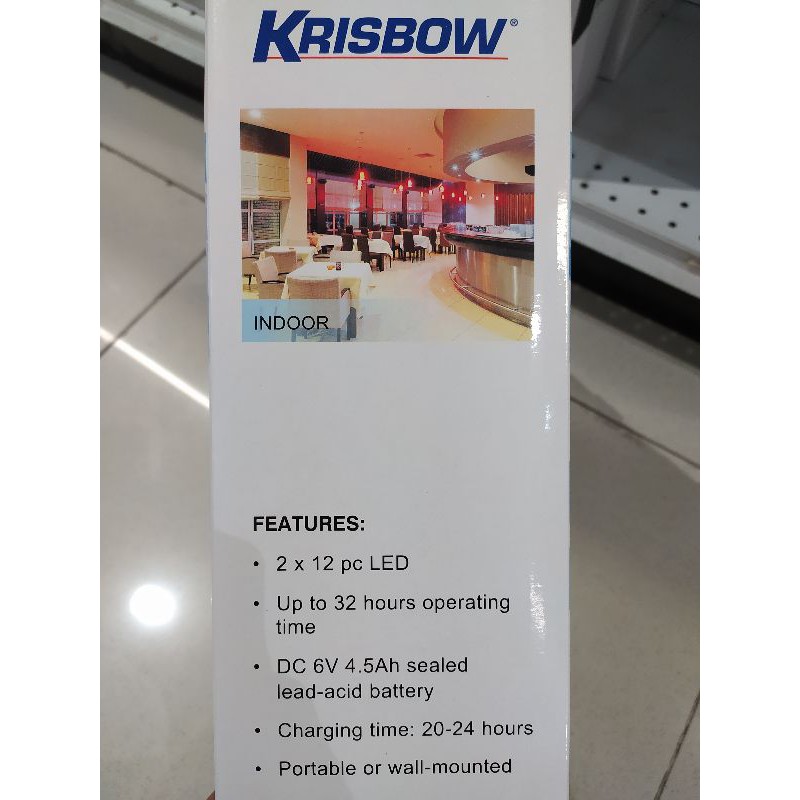 KRISBOW®
INDOOR
FEATURES:
• 2 x 12 pc LED
• Up to 32 hours operating
time
• DC 6V 4.5Ah sealed
lead-acid battery
• Charging time: 20-24 hours
• Portable or wall-mounted